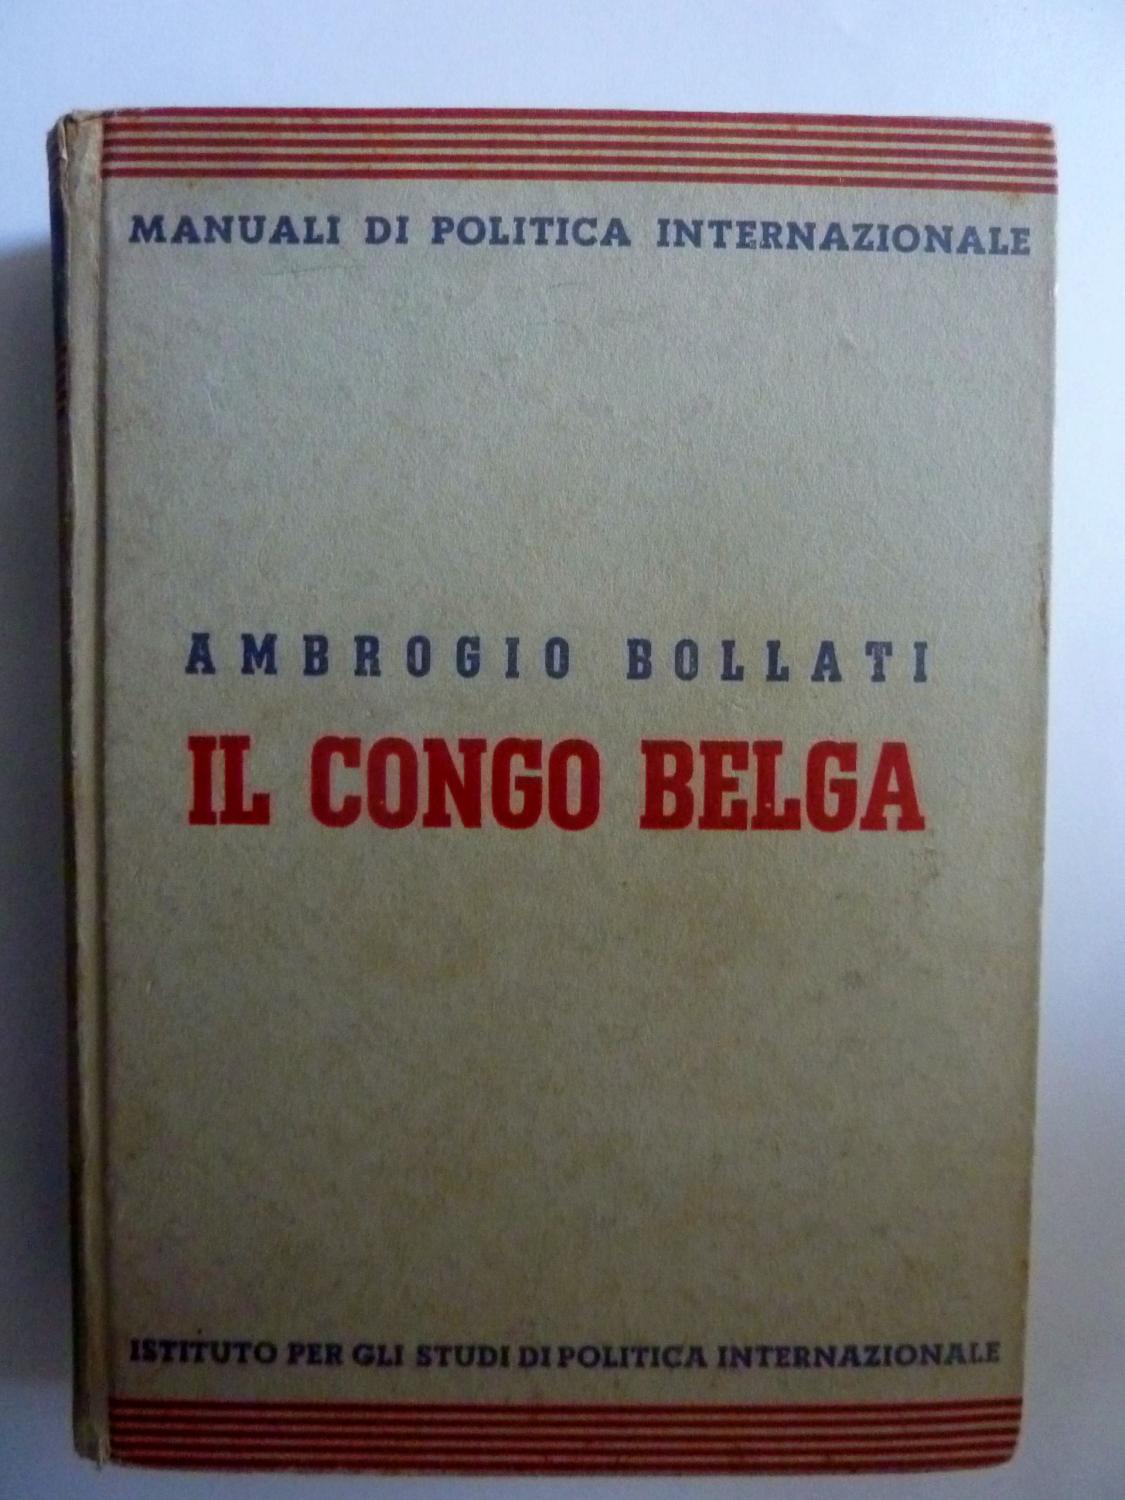 MANUALI DI POLITICA INTERNAZIONALE
AMBROGIO BOLLATI
IL CONGO BELGA
ISTITUTO PER GLI STUDI DI POLITICA INTERNAZIONALE